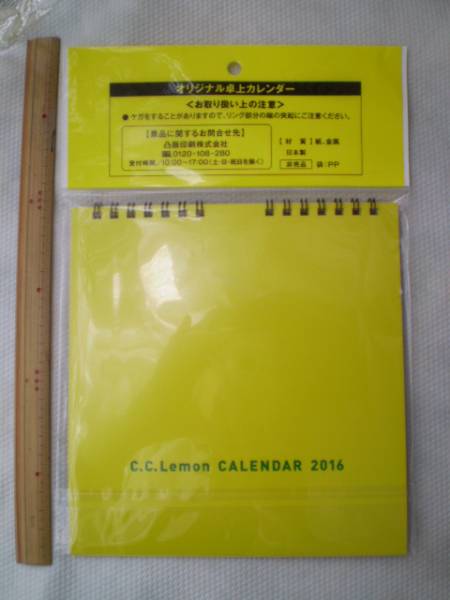 オリジナル卓上カレンダー
＜お取り扱い上の注意＞
●ケガをすることがありますので、リング部分の端の突起にご注意ください。
【景品に関するお問合せ先】
凸版印刷株式会社
☎0120-108-280
受付時間／10:00～17:00（土・日・祝日を除く）
【材 質】紙、金属
日本製
非売品 袋：PP
C.C.Lemon CALENDAR 2016